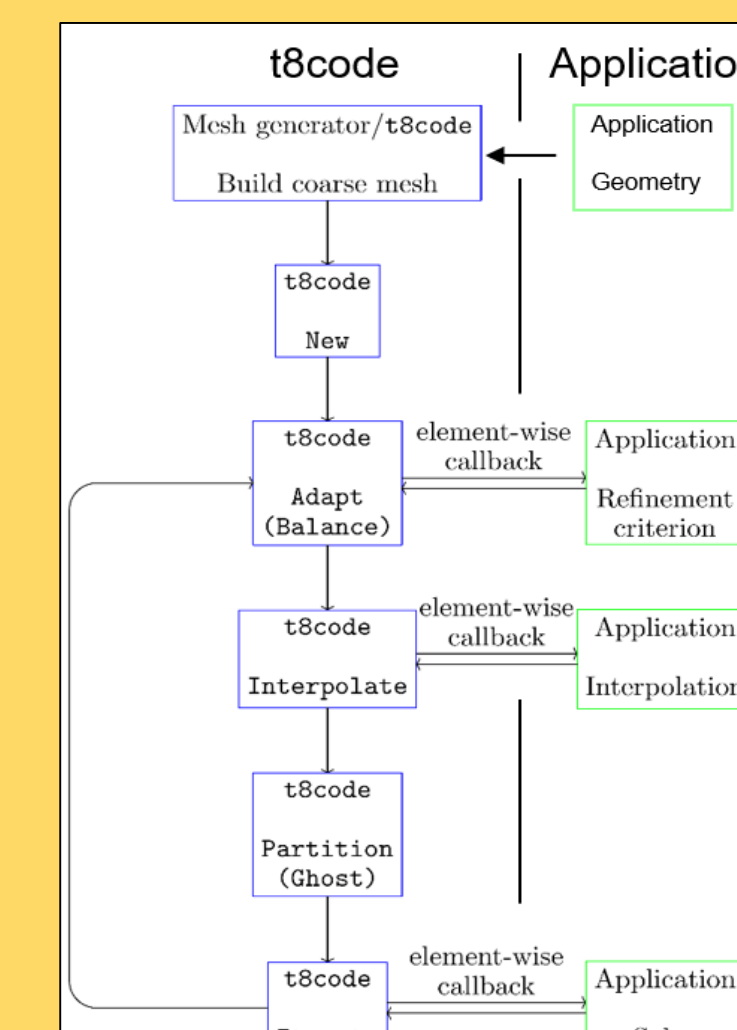 t8code
Applicatio
Mesh generator/t8code
Build coarse mesh
Application
Geometry
t8code
New
t8code
Adapt
(Balance)
element-wise
callback
Application
Refinement
criterion
t8code
Interpolate
element-wise
callback
Application
Interpolation
t8code
Partition
(Ghost)
t8code
element-wise
callback
Application